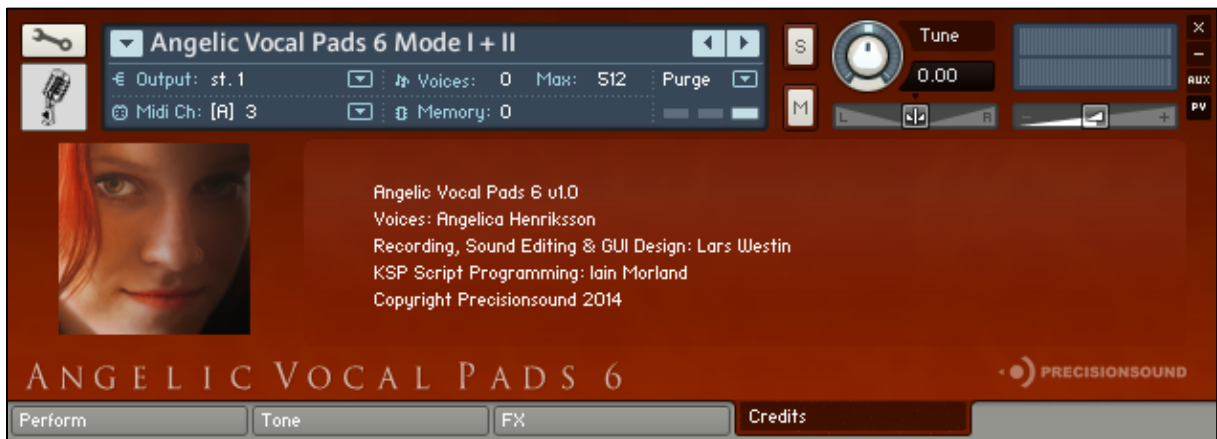 Angelic Vocal Pads 6 Mode I + II
Output: st. 1
Voices: 0 Max: 512
Purge
Midi Ch: [A] 3
Memory: 0
S
M
Tune
0.00
L R
- +
×
-
AUX
PV
Angelic Vocal Pads 6 v1.0
Voices: Angelica Henriksson
Recording, Sound Editing & GUI Design: Lars Westin
KSP Script Programming: Iain Morland
Copyright Precisionsound 2014
ANGELIC VOCAL PADS 6
PRECISIONSOUND
Perform
Tone
FX
Credits